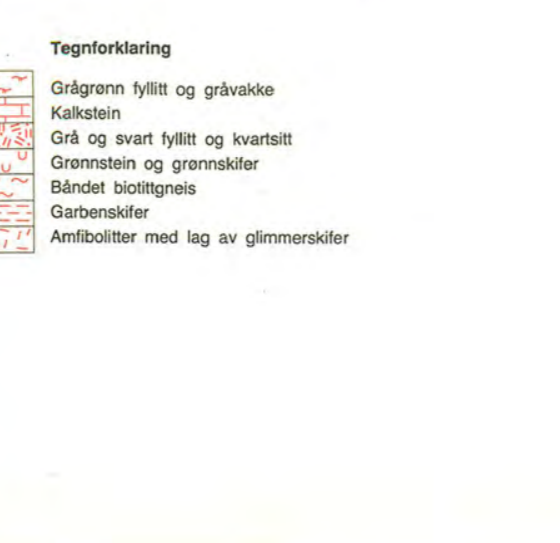 Tegnforklaring
Grågrønn fyllitt og gråvakke
Kalkstein
Grå og svart fyllitt og kvartsitt
Grønnstein og grønnskifer
Båndet biotittgneis
Garbenskifer
Amfibolitter med lag av glimmerskifer